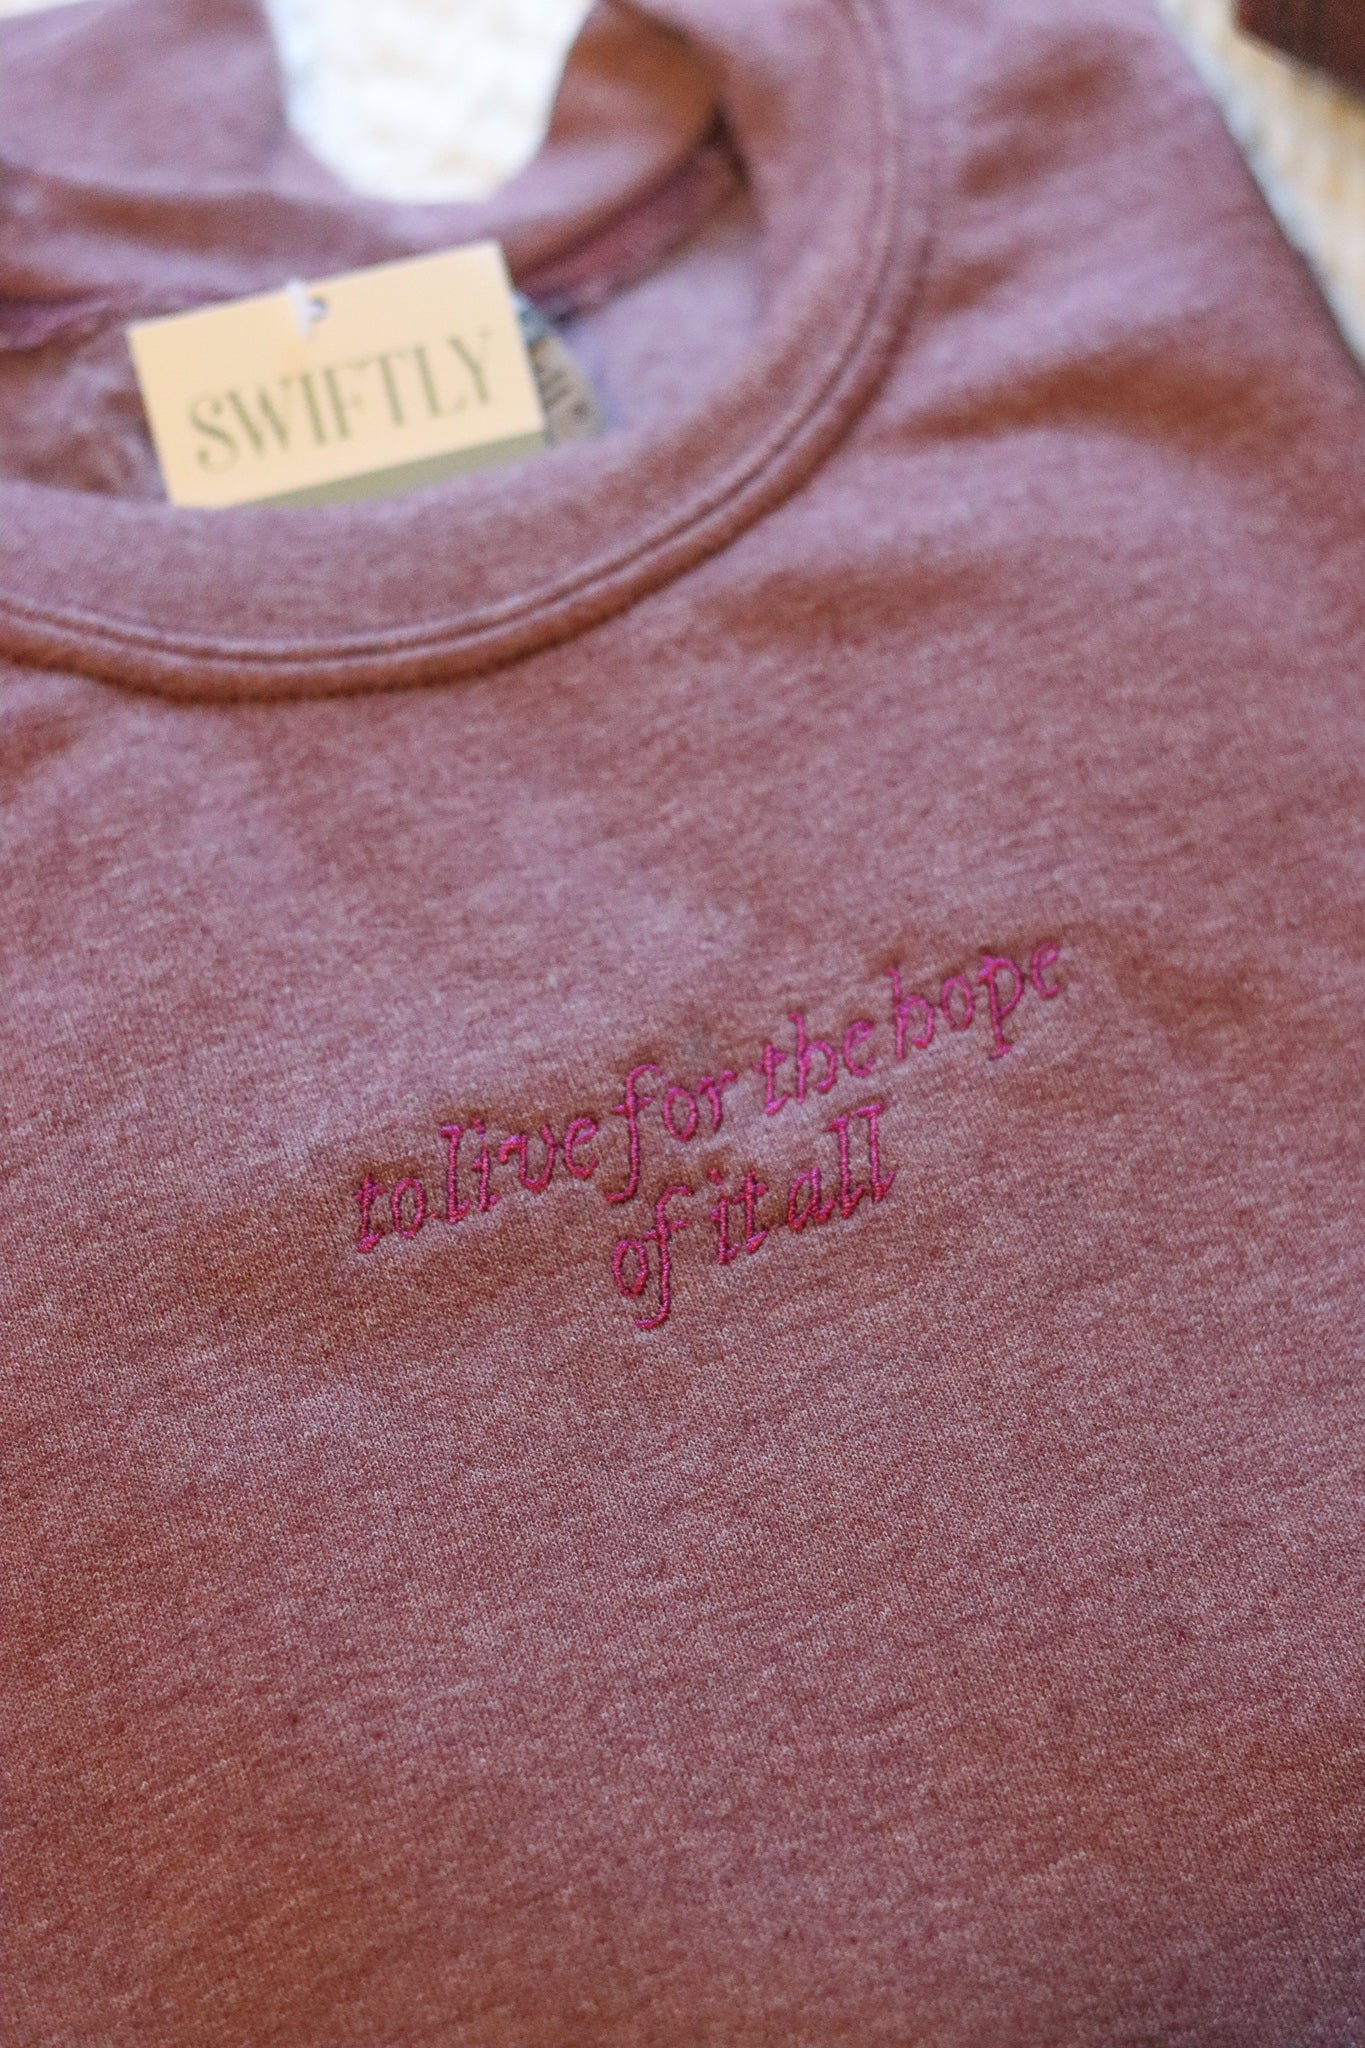 SWIFTLY
to live for the hope
of it all